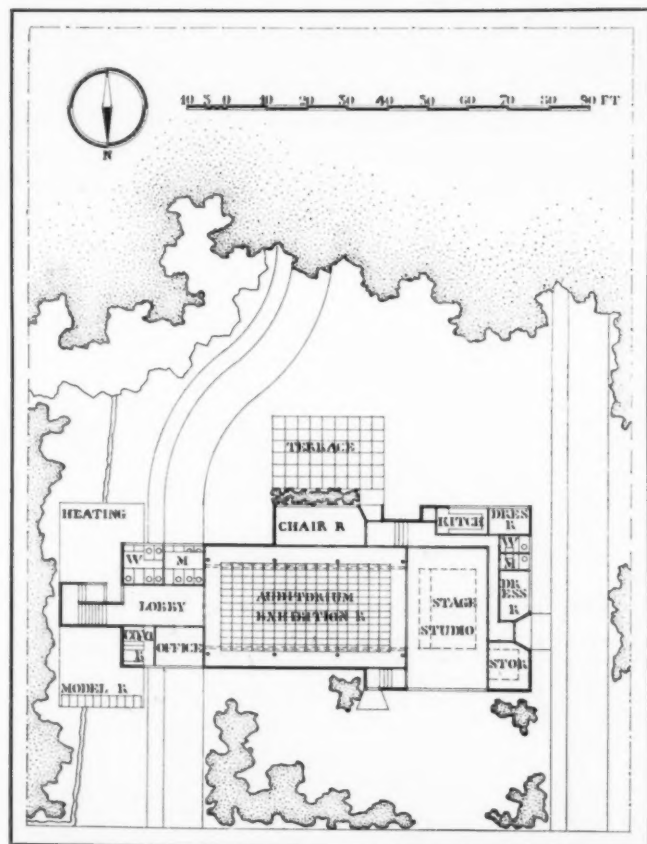 10 5 0 10 20 30 40 50 60 70 80 90 FT
N
TERRACE
HEATING
CHAIR R
KITCH
DRES
R
W
M
W
M
LOBBY
AUDITORIUM
EXHIBITION R
STAGE
STUDIO
DR
ESS
R
R
OFFICE
STOR
MODEL R